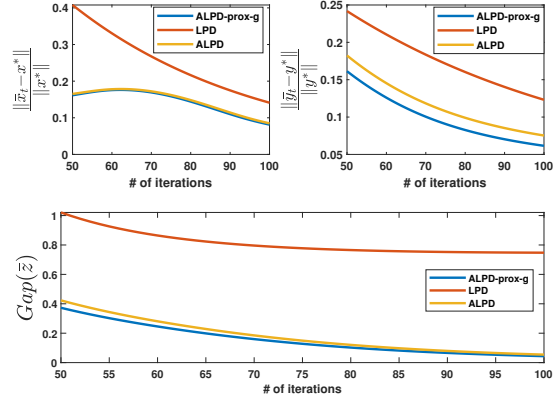 0.4
0.3
0.2
0.1
0
50 60 70 80 90 100
# of iterations
‖x̄_t − x*‖
‖x*‖
ALPD-prox-g
LPD
ALPD
0.25
0.2
0.15
0.1
0.05
50 60 70 80 90 100
# of iterations
‖ȳ_t − y*‖
‖y*‖
ALPD-prox-g
LPD
ALPD
1
0.8
0.6
0.4
0.2
0
50 55 60 65 70 75 80 85 90 95 100
# of iterations
Gap(z̄)
ALPD-prox-g
LPD
ALPD